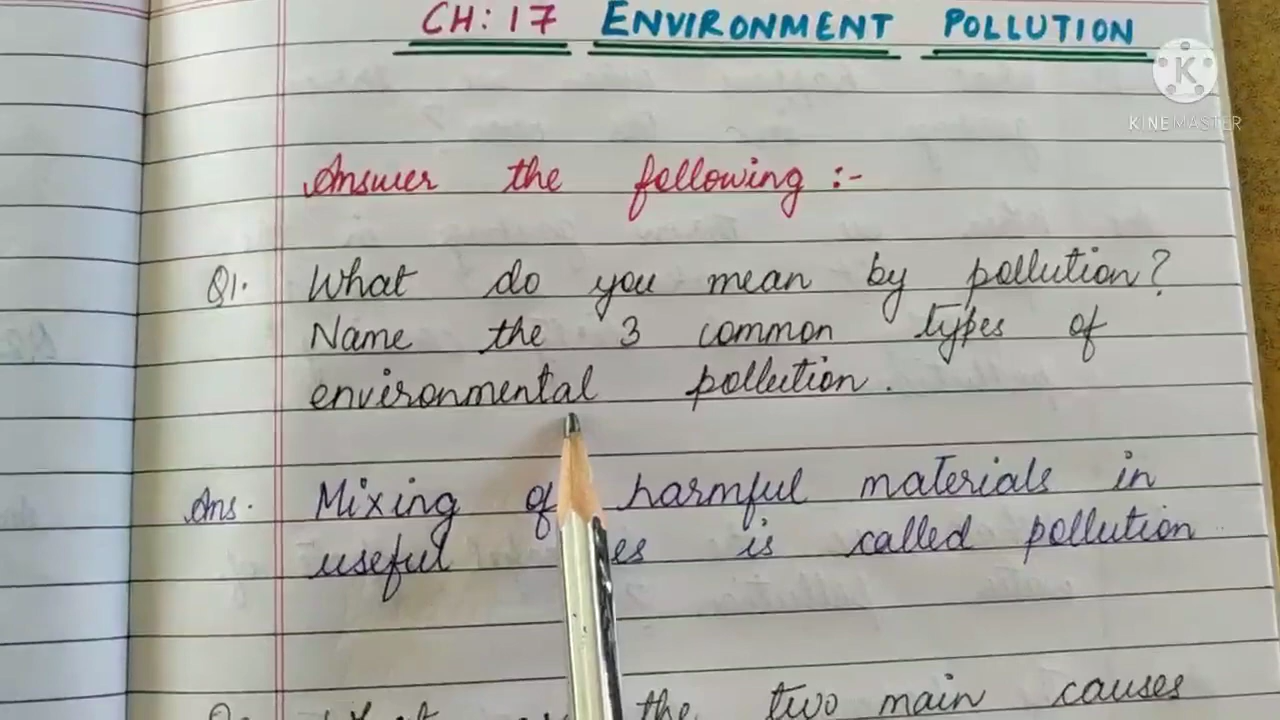 CH: 17 ENVIRONMENT POLLUTION
KINEMASTER
Answer the following :-
Q1. What do you mean by pollution?
Name the 3 common types of
environmental pollution.
Ans. Mixing of harmful materials in
useful es is called pollution
the two main causes